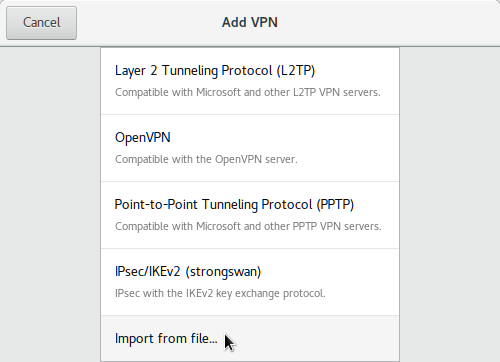 Cancel
Add VPN
Layer 2 Tunneling Protocol (L2TP)
Compatible with Microsoft and other L2TP VPN servers.
OpenVPN
Compatible with the OpenVPN server.
Point-to-Point Tunneling Protocol (PPTP)
Compatible with Microsoft and other PPTP VPN servers.
IPsec/IKEv2 (strongswan)
IPsec with the IKEv2 key exchange protocol.
Import from file...